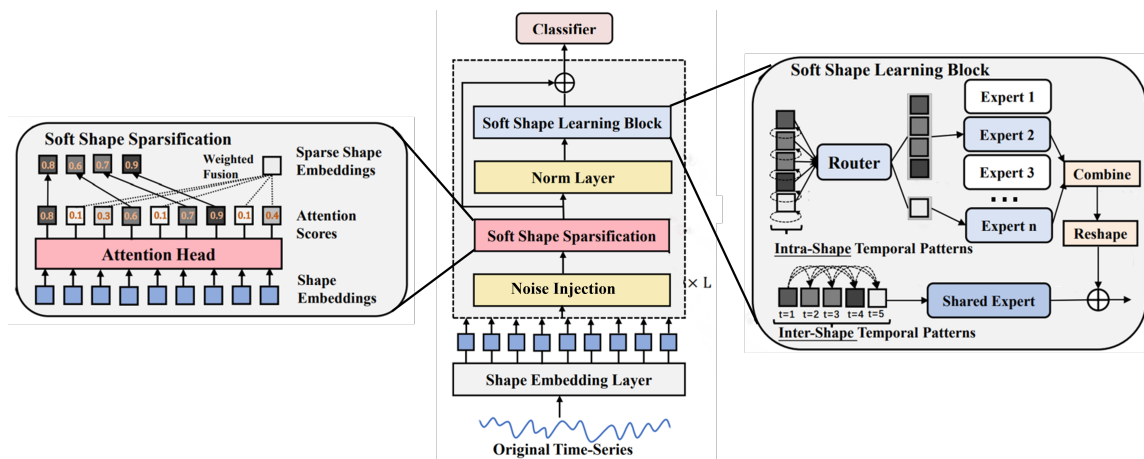 Soft Shape Sparsification
0.8 0.6 0.7 0.9
Weighted
Fusion
Sparse Shape
Embeddings
0.8 0.1 0.3 0.6 0.1 0.7 0.9 0.1 0.4
Attention
Scores
Attention Head
Shape
Embeddings
Classifier
Soft Shape Learning Block
Norm Layer
Soft Shape Sparsification
Noise Injection
× L
Shape Embedding Layer
Original Time-Series
Soft Shape Learning Block
Router
Expert 1
Expert 2
Expert 3
...
Expert n
Combine
Reshape
Intra-Shape Temporal Patterns
t=1 t=2 t=3 t=4 t=5
Shared Expert
Inter-Shape Temporal Patterns